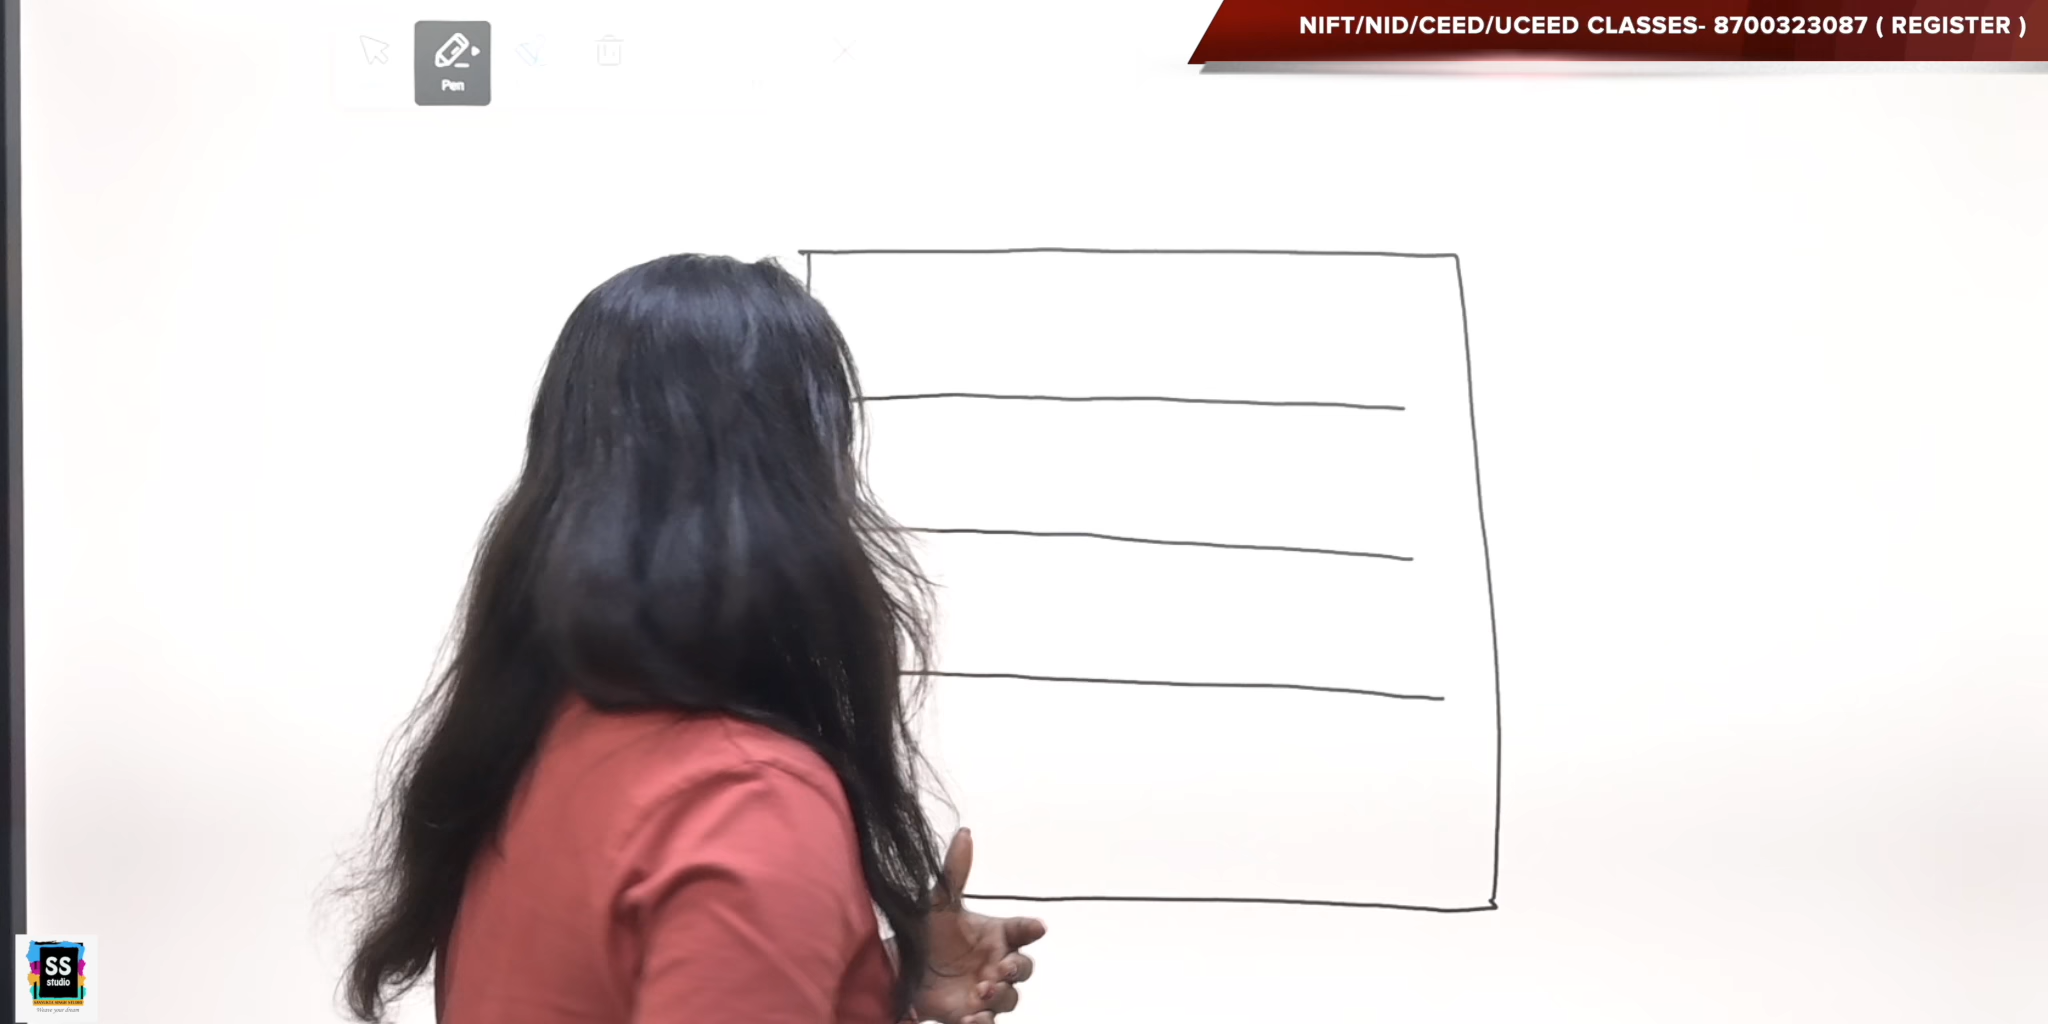 NIFT/NID/CEED/UCEED CLASSES- 8700323087 ( REGISTER )
Pen
SS
studio